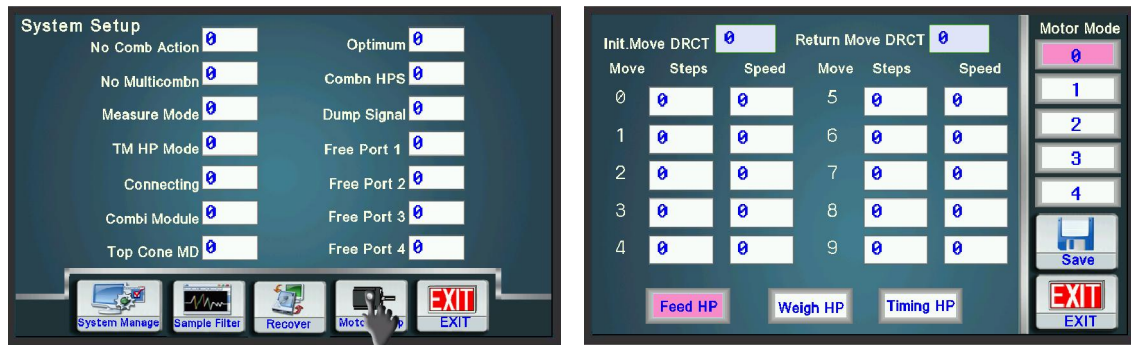 System Setup
No Comb Action 0 Optimum 0
No Multicombn 0 Combn HPS 0
Measure Mode 0 Dump Signal 0
TM HP Mode 0 Free Port 1 0
Connecting 0 Free Port 2 0
Combi Module 0 Free Port 3 0
Top Cone MD 0 Free Port 4 0
System Manage Sample Filter Recover EXIT
EXIT
Init.Move DRCT 0 Return Move DRCT 0
Move Steps Speed Move Steps Speed
0 0 0 5 0 0
1 0 0 6 0 0
2 0 0 7 0 0
3 0 0 8 0 0
4 0 0 9 0 0
Feed HP Weigh HP Timing HP
Motor Mode
0
1
2
3
4
Save
EXIT
EXIT